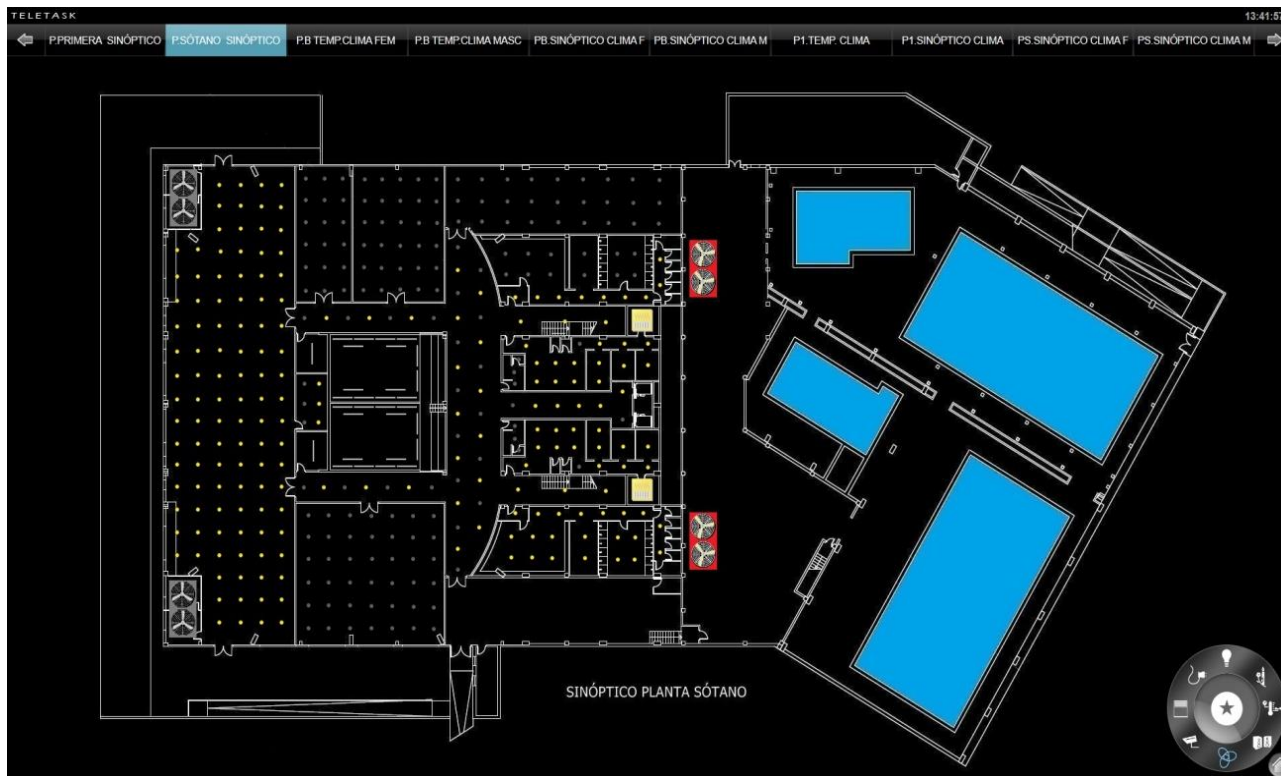 TELETASK
13:41:57
P.PRIMERA SINÓPTICO
P.SÓTANO SINÓPTICO
P.B TEMP.CLIMA FEM
P.B TEMP.CLIMA MASC
PB.SINÓPTICO CLIMA F
PB.SINÓPTICO CLIMA M
P1.TEMP. CLIMA
P1.SINÓPTICO CLIMA
PS.SINÓPTICO CLIMA F
PS.SINÓPTICO CLIMA M
SINÓPTICO PLANTA SÓTANO